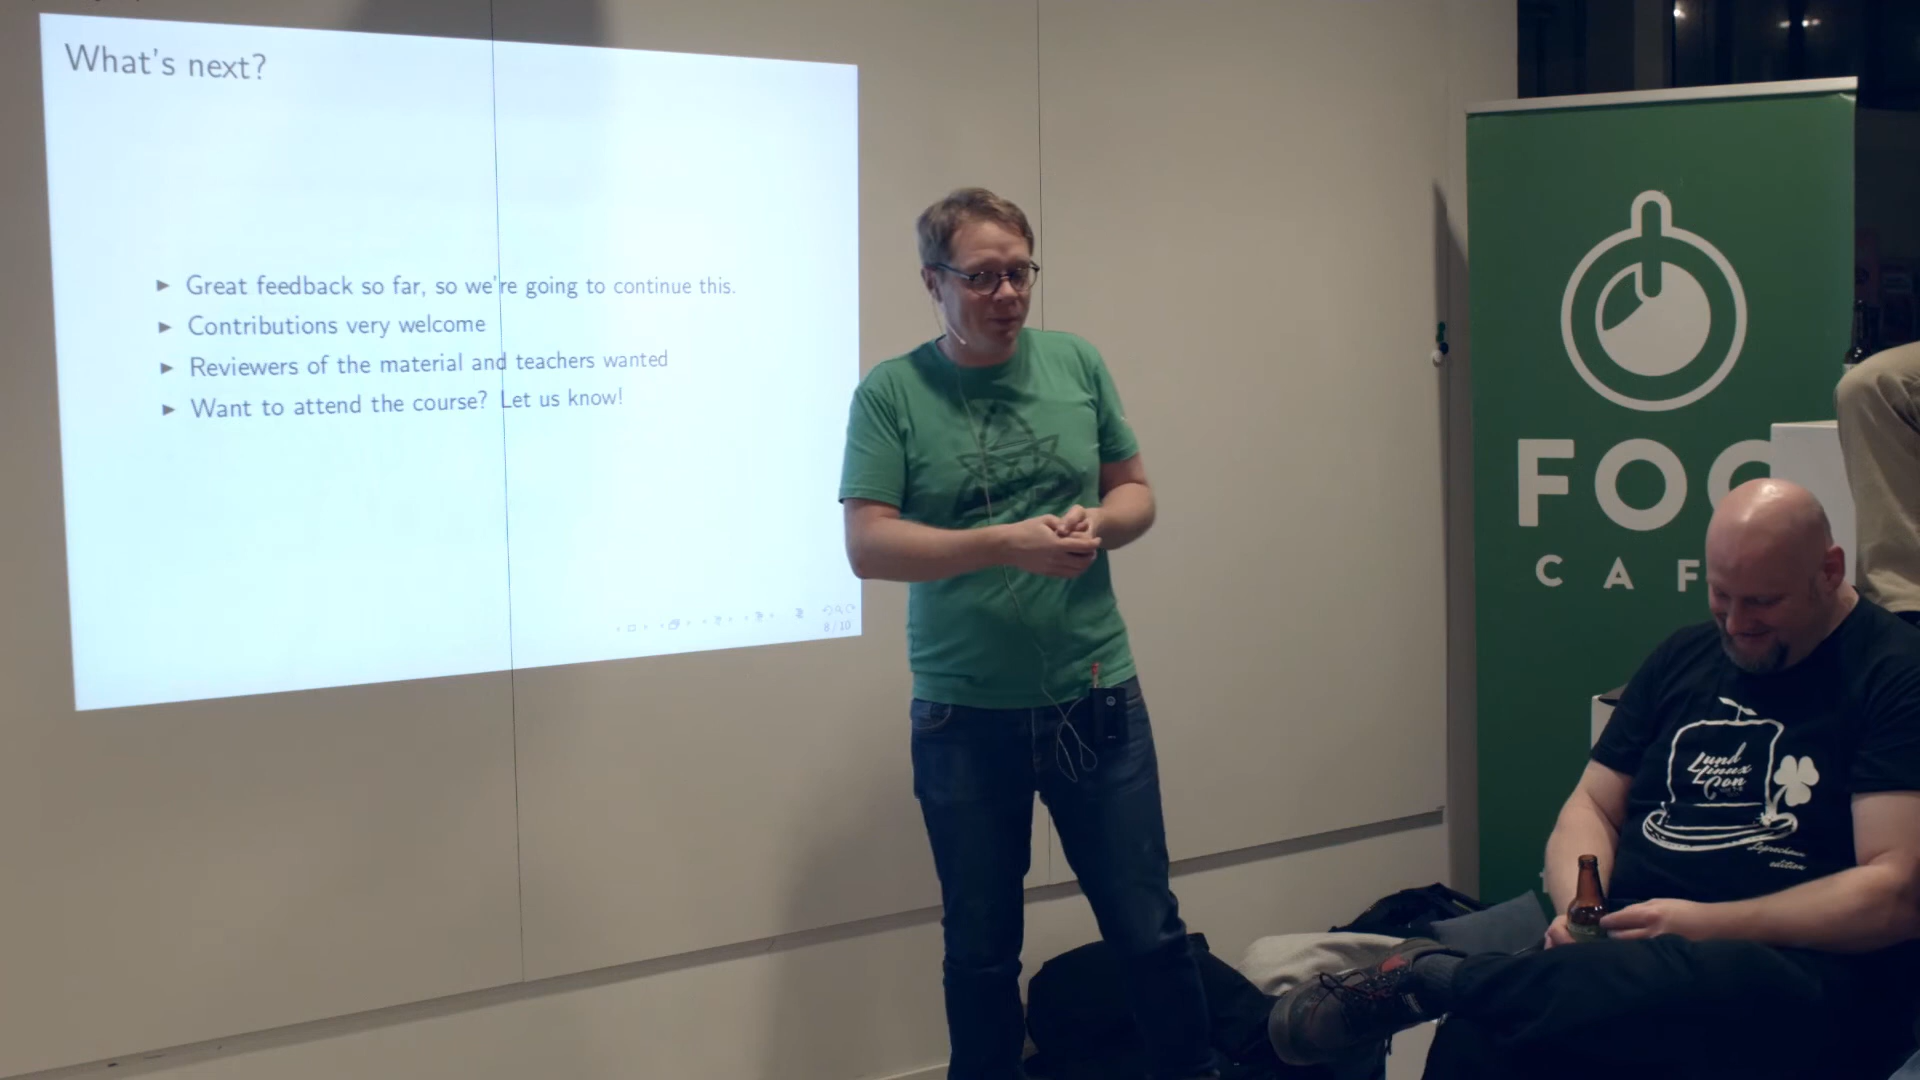 What's next?
▶ Great feedback so far, so we're going to continue this.
▶ Contributions very welcome
▶ Reviewers of the material and teachers wanted
▶ Want to attend the course? Let us know!
8 / 10
FOO
CAF
Lund
Linux
Con
Leprechaun
edition